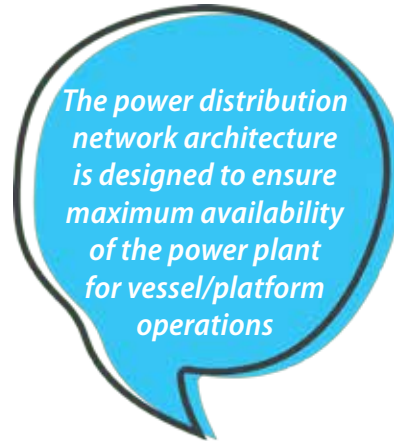 The power distribution
network architecture
is designed to ensure
maximum availability
of the power plant
for vessel/platform
operations